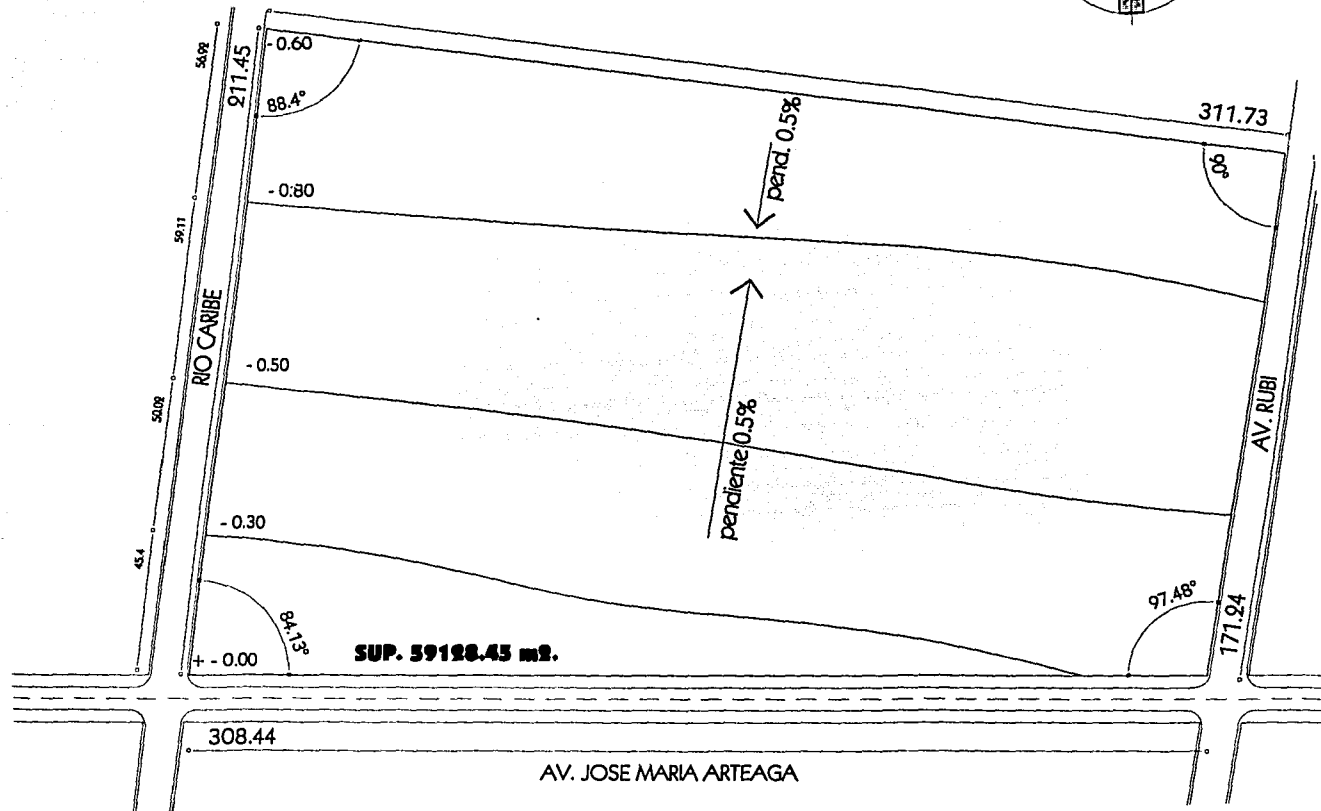 56.92
211.45
- 0.60
88.4°
311.73
pend. 0.5%
90°
- 0.80
59.11
RIO CARIBE
- 0.50
50.02
pendiente 0.5%
AV. RUBI
- 0.30
45.4
84.13°
97.48°
171.24
+ - 0.00
SUP. 59128.45 m2.
308.44
AV. JOSE MARIA ARTEAGA